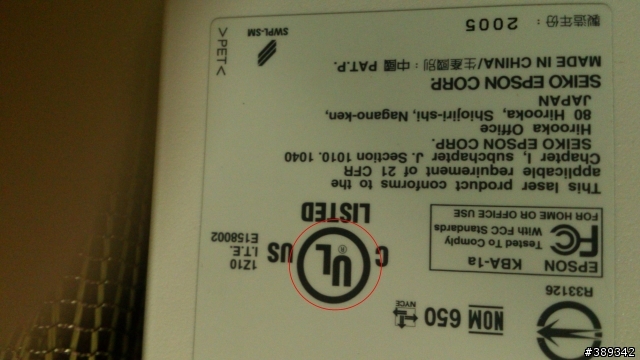 R33126
NOM 650
NYCE
EPSON KBA-1a
FC Tested To Comply
With FCC Standards
FOR HOME OR OFFICE USE
C UL ® US
LISTED
1Z10
I.T.E.
E158002
This laser product conforms to the
applicable requirement of 21 CFR
Chapter I, subchapter J. Section 1010. 1040
SEIKO EPSON CORP.
Hirooka Office
80 Hirooka, Shiojiri-shi, Nagano-ken,
JAPAN
SEIKO EPSON CORP.
MADE IN CHINA/生產國別：中國 PAT.P.
製造年份： 2005
SWPL-SM
>PET<
#389342